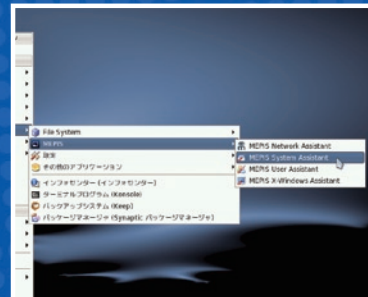 File System
MEPIS
設定
その他のアプリケーション
インフォセンター (インフォセンター)
ターミナルプログラム (Konsole)
バックアップシステム (Keep)
パッケージマネージャ (Synaptic パッケージマネージャ)
MEPIS Network Assistant
MEPIS System Assistant
MEPIS User Assistant
MEPIS X-Windows Assistant